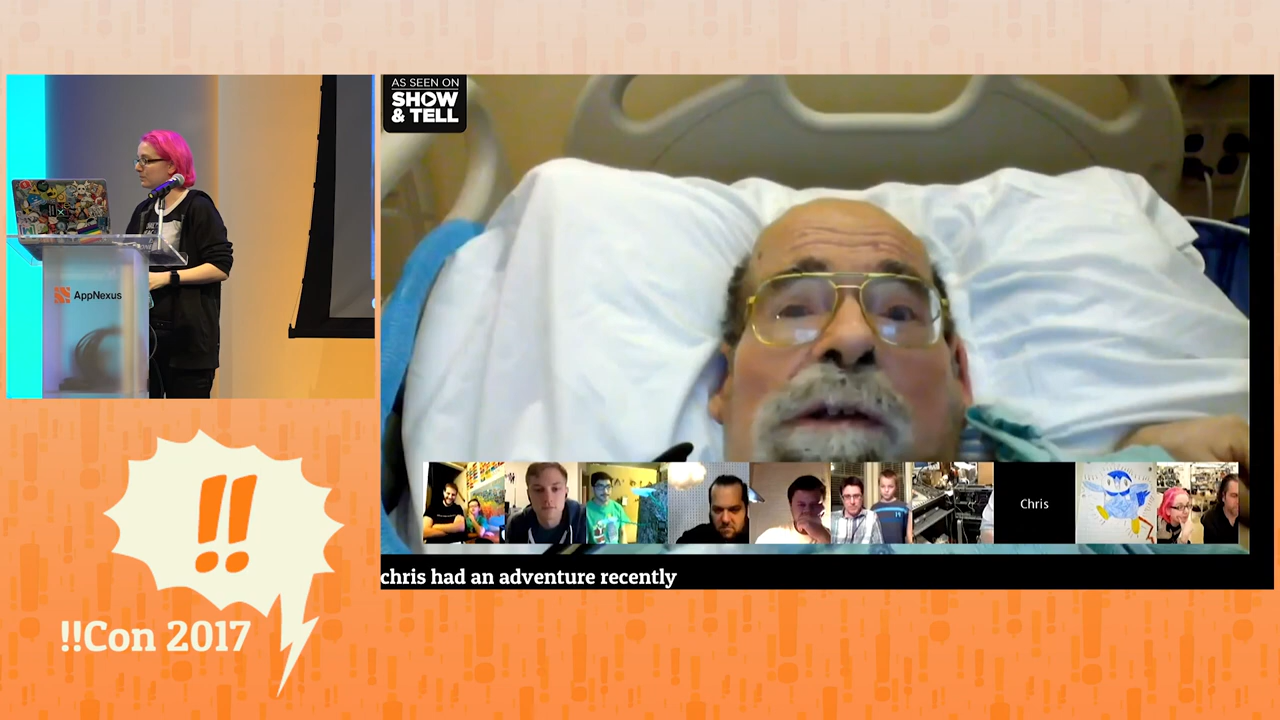 AS SEEN ON
SHOW
& TELL
AppNexus
Chris
chris had an adventure recently
!!
!!Con 2017